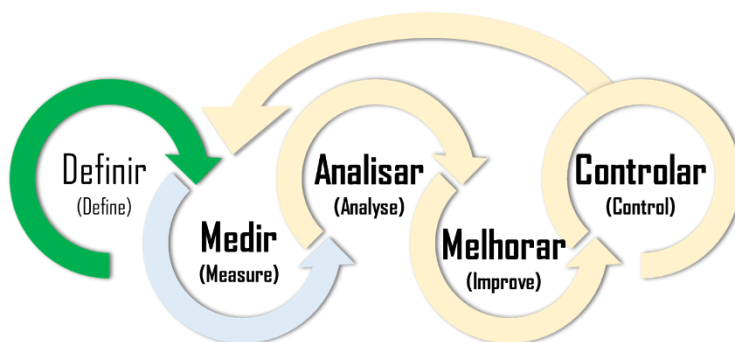 Definir
(Define)
Medir
(Measure)
Analisar
(Analyse)
Melhorar
(Improve)
Controlar
(Control)